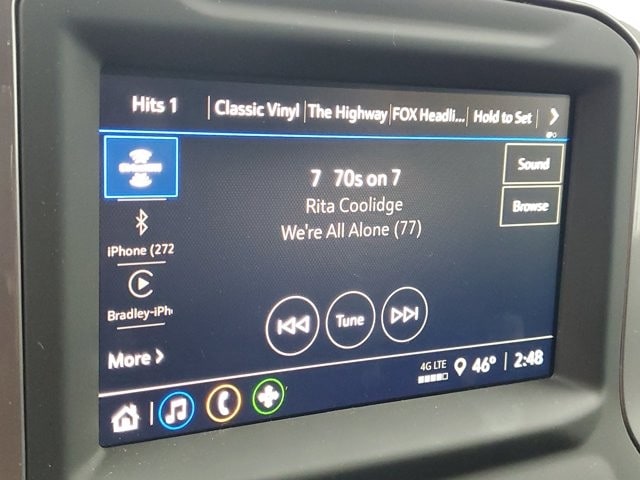 Hits 1 Classic Vinyl The Highway FOX Headli... Hold to Set
Sound
7 70s on 7
Rita Coolidge
Browse
We're All Alone (77)
iPhone (272
Bradley-iPh
Tune
More
4G LTE 46° 2:48